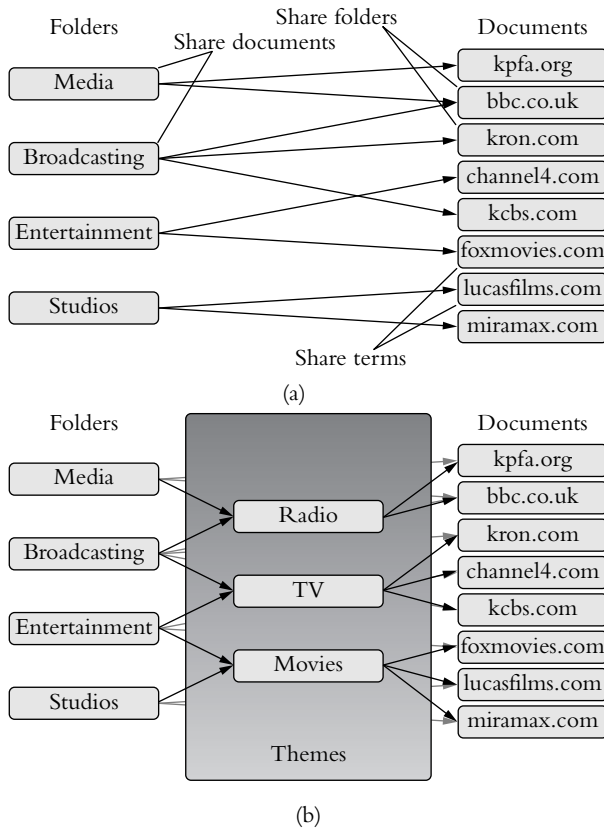 Folders
Share folders
Documents
Share documents
Media
kpfa.org
bbc.co.uk
Broadcasting
kron.com
channel4.com
Entertainment
kcbs.com
foxmovies.com
Studios
lucasfilms.com
miramax.com
Share terms
(a)
Folders
Documents
Media
kpfa.org
Radio
bbc.co.uk
Broadcasting
kron.com
TV
channel4.com
Entertainment
kcbs.com
Movies
foxmovies.com
Studios
lucasfilms.com
miramax.com
Themes
(b)